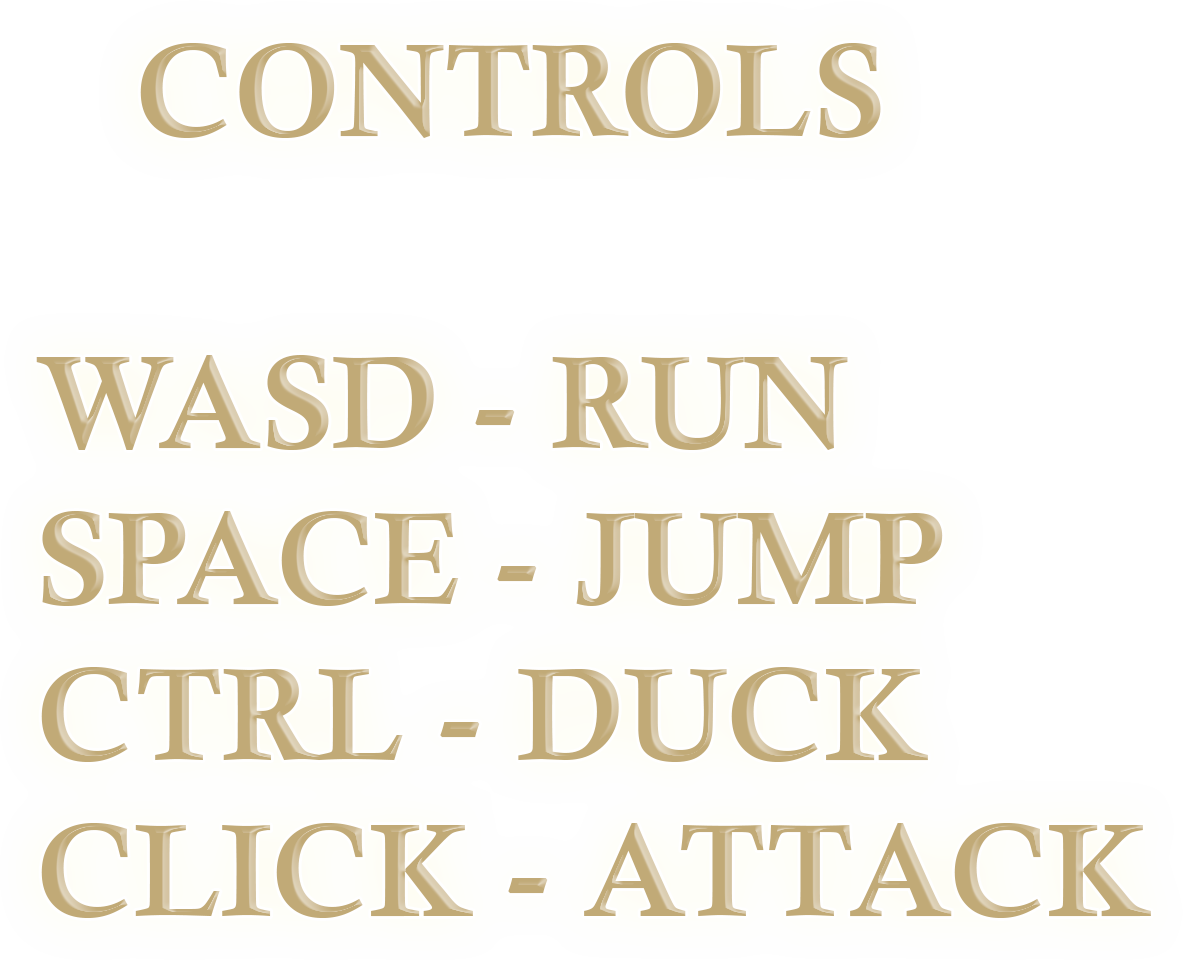 CONTROLS
WASD - RUN
SPACE - JUMP
CTRL - DUCK
CLICK - ATTACK